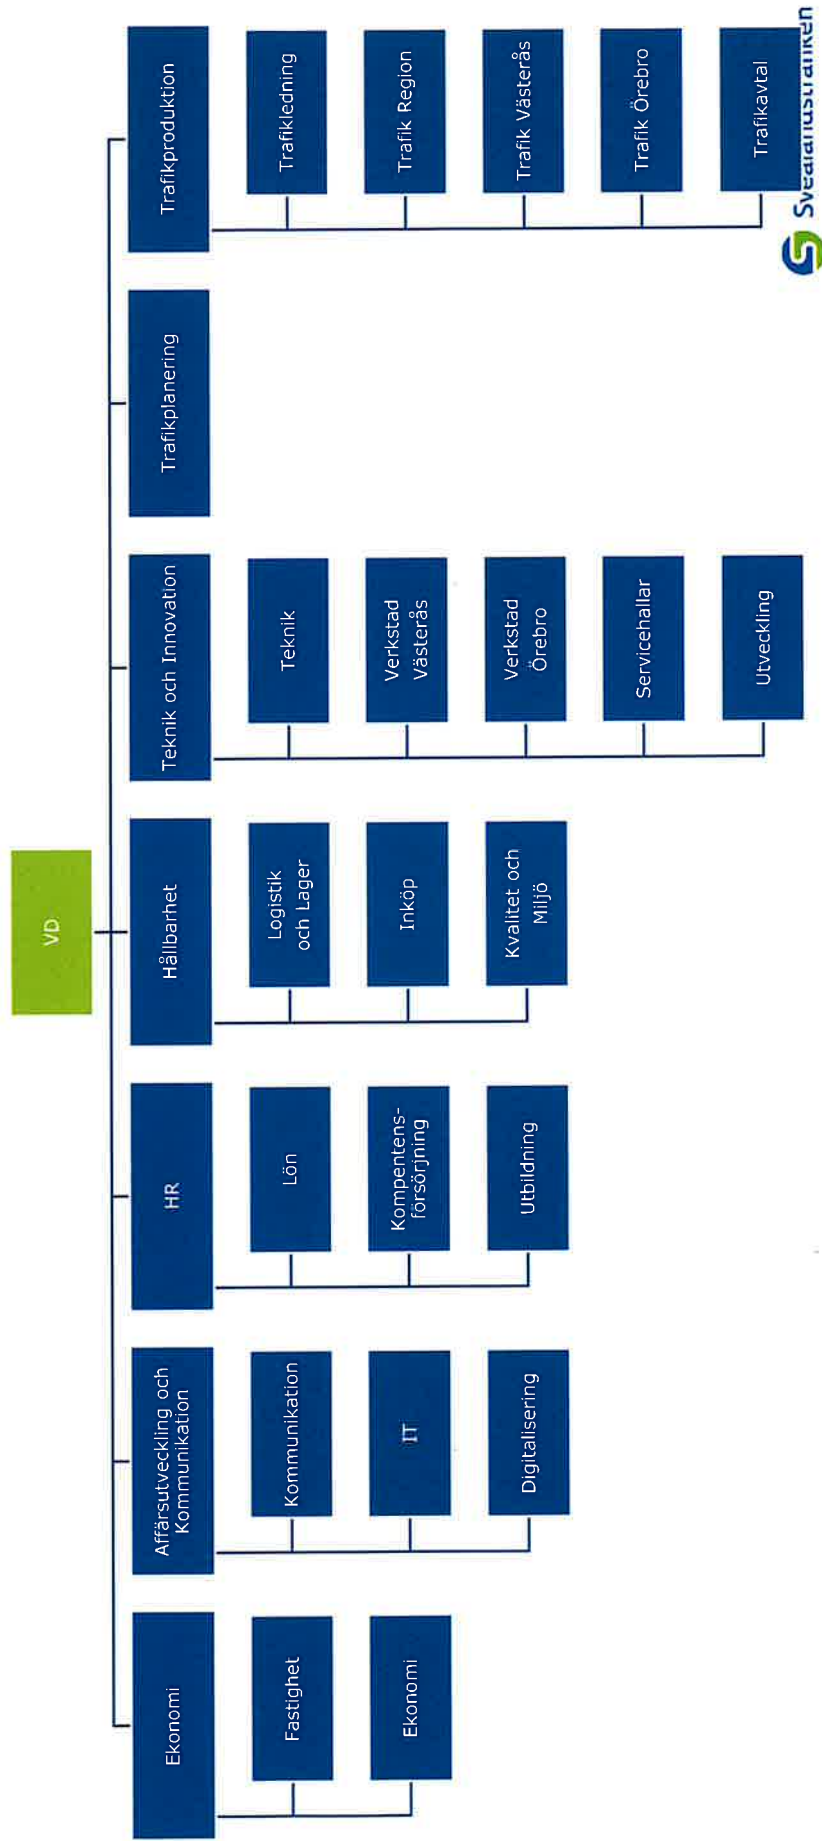 VD
Ekonomi
Fastighet
Ekonomi
Affärsutveckling och
Kommunikation
Kommunikation
IT
Digitalisering
HR
Lön
Kompentens-
försörjning
Utbildning
Hållbarhet
Logistik
och Lager
Inköp
Kvalitet och
Miljö
Teknik och Innovation
Teknik
Verkstad
Västerås
Verkstad
Örebro
Servicehallar
Utveckling
Trafikplanering
Trafikproduktion
Trafikledning
Trafik Region
Trafik Västerås
Trafik Örebro
Trafikavtal
Svealandstrafiken